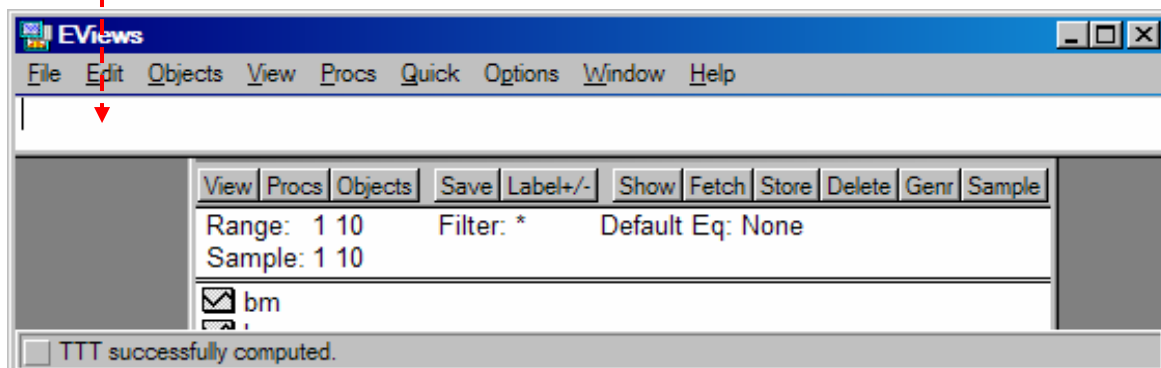 EViews
File Edit Objects View Procs Quick Options Window Help
View Procs Objects Save Label+/- Show Fetch Store Delete Genr Sample
Range: 1 10 Filter: * Default Eq: None
Sample: 1 10
bm
TTT successfully computed.